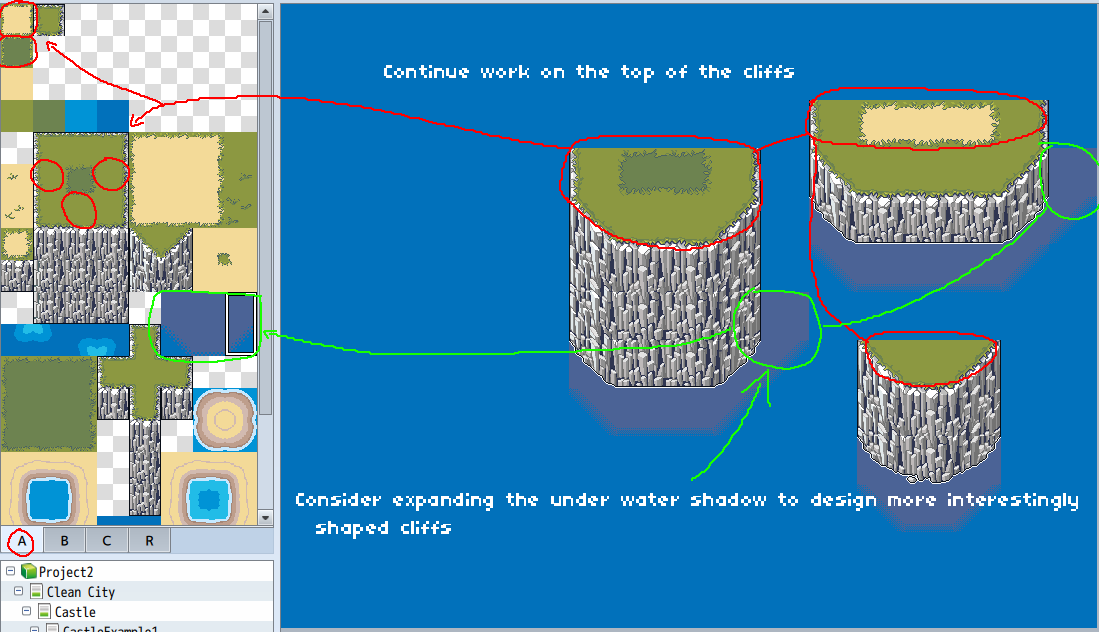 Continue work on the top of the cliffs
Consider expanding the under water shadow to design more interestingly
shaped cliffs
A B C R
Project2
Clean City
Castle
CastleExample1